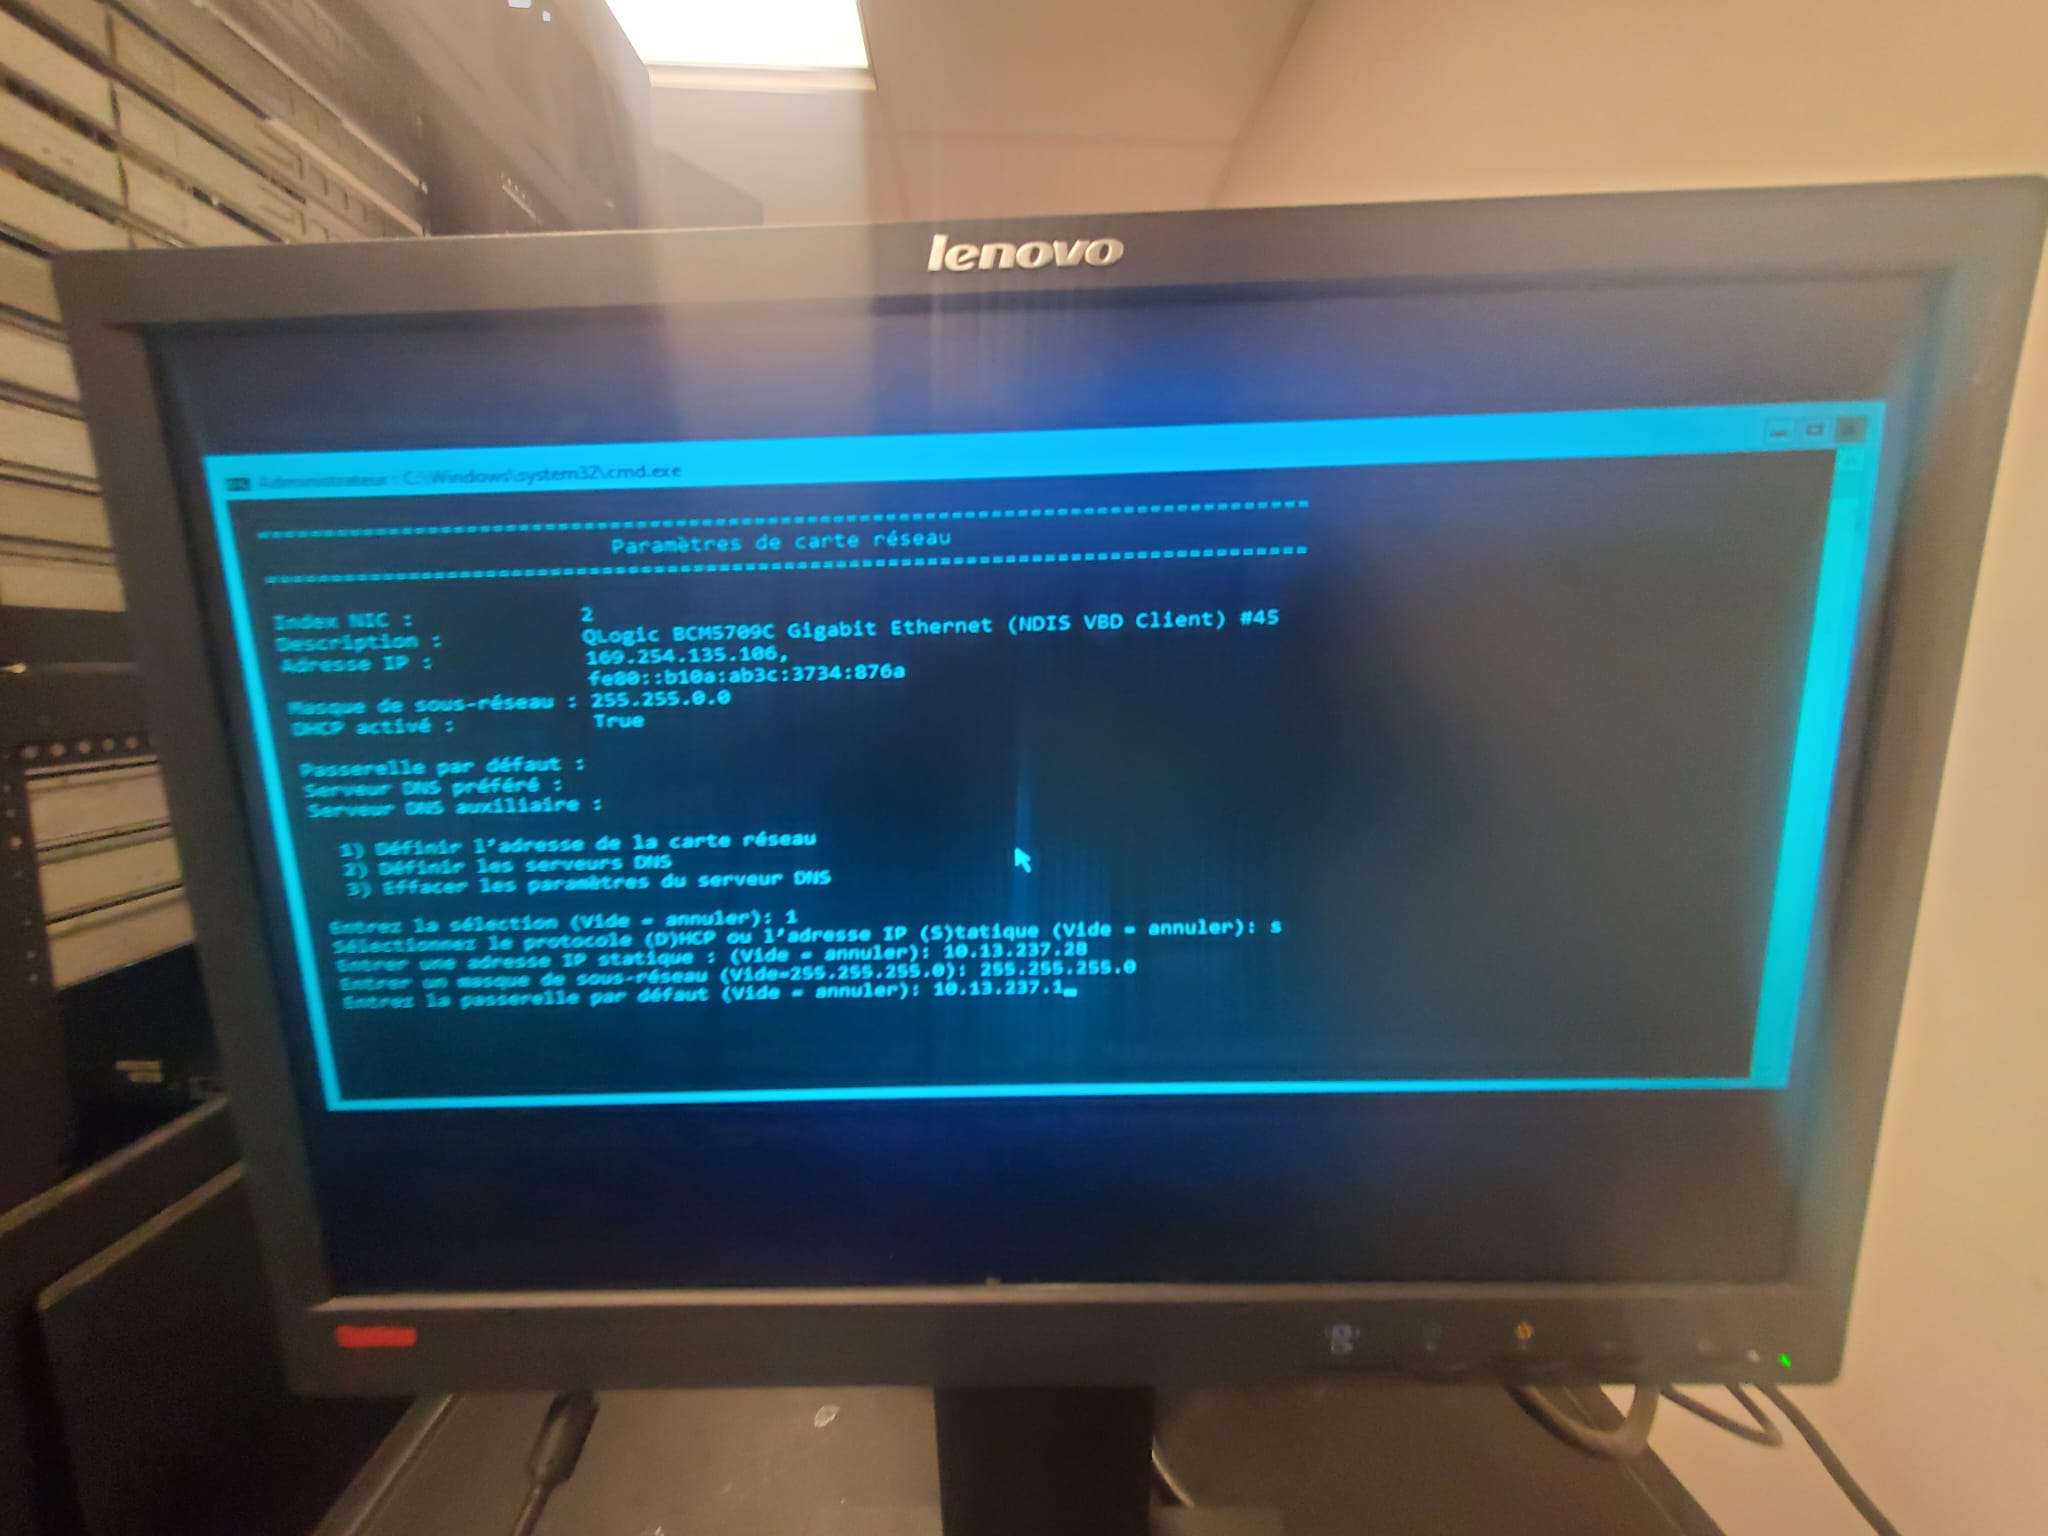 lenovo
Administrateur : C:\Windows\system32\cmd.exe
Paramètres de carte réseau
Index NIC : 2
Description : QLogic BCM5709C Gigabit Ethernet (NDIS VBD Client) #45
Adresse IP : 169.254.135.106,
fe80::b10a:ab3c:3734:876a
Masque de sous-réseau : 255.255.0.0
DHCP activé : True
Passerelle par défaut :
Serveur DNS préféré :
Serveur DNS auxiliaire :
1) Définir l'adresse de la carte réseau
2) Définir les serveurs DNS
3) Effacer les paramètres du serveur DNS
Entrez la sélection (Vide = annuler): 1
Sélectionnez le protocole (D)HCP ou l'adresse IP (S)tatique (Vide = annuler): s
Entrer une adresse IP statique : (Vide = annuler): 10.13.237.28
Entrer un masque de sous-réseau (Vide=255.255.255.0): 255.255.255.0
Entrez la passerelle par défaut (Vide = annuler): 10.13.237.1_